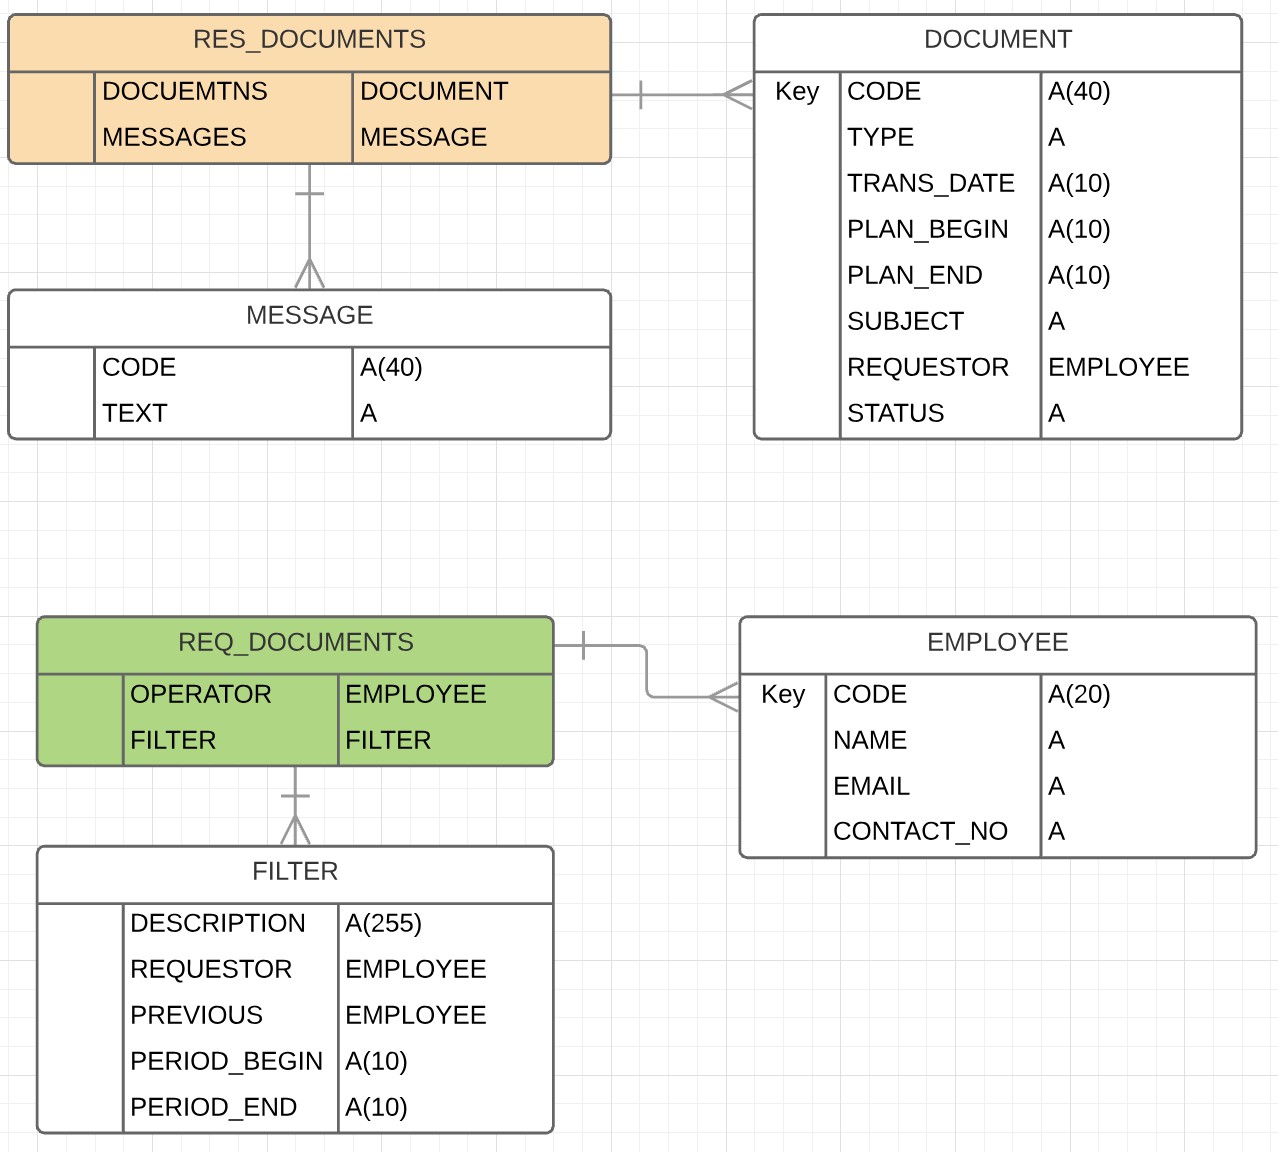 RES_DOCUMENTS
DOCUEMTNS DOCUMENT
MESSAGES MESSAGE
DOCUMENT
Key CODE A(40)
TYPE A
TRANS_DATE A(10)
PLAN_BEGIN A(10)
PLAN_END A(10)
SUBJECT A
REQUESTOR EMPLOYEE
STATUS A
MESSAGE
CODE A(40)
TEXT A
REQ_DOCUMENTS
OPERATOR EMPLOYEE
FILTER FILTER
EMPLOYEE
Key CODE A(20)
NAME A
EMAIL A
CONTACT_NO A
FILTER
DESCRIPTION A(255)
REQUESTOR EMPLOYEE
PREVIOUS EMPLOYEE
PERIOD_BEGIN A(10)
PERIOD_END A(10)